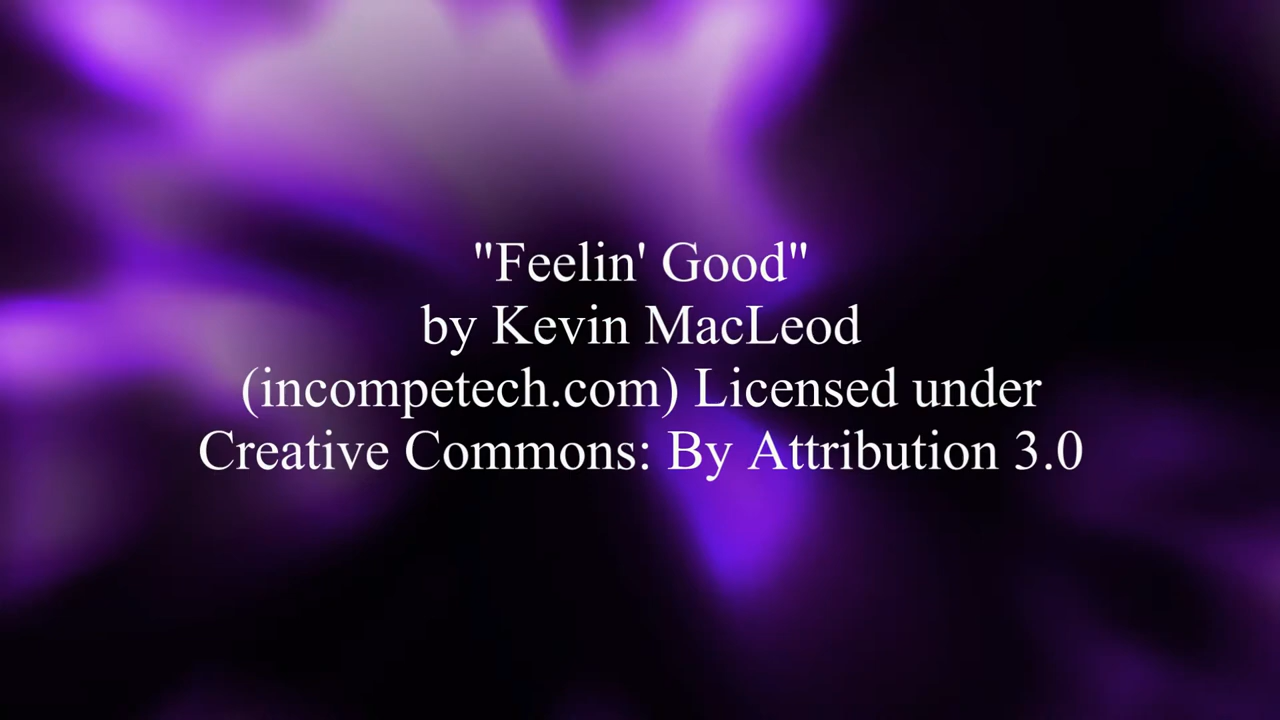 "Feelin' Good"
by Kevin MacLeod
(incompetech.com) Licensed under
Creative Commons: By Attribution 3.0